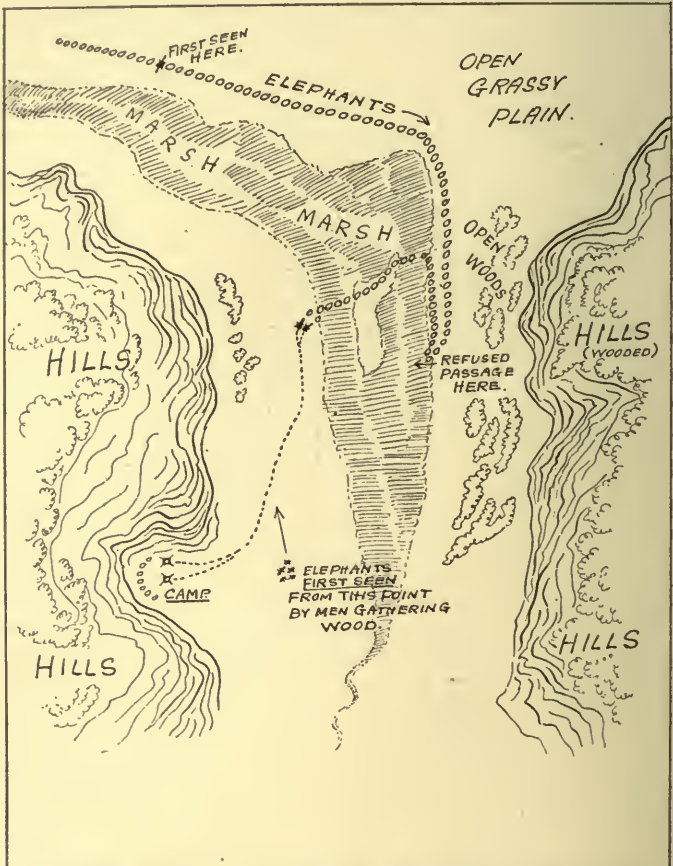 FIRST SEEN
HERE.
ELEPHANTS
OPEN
GRASSY
PLAIN.
MARSH
MARSH
OPEN
WOODS
HILLS
HILLS
(WOODED)
REFUSED
PASSAGE
HERE.
ELEPHANTS
FIRST SEEN
FROM THIS POINT
BY MEN GATHERING
WOOD.
CAMP.
HILLS
HILLS